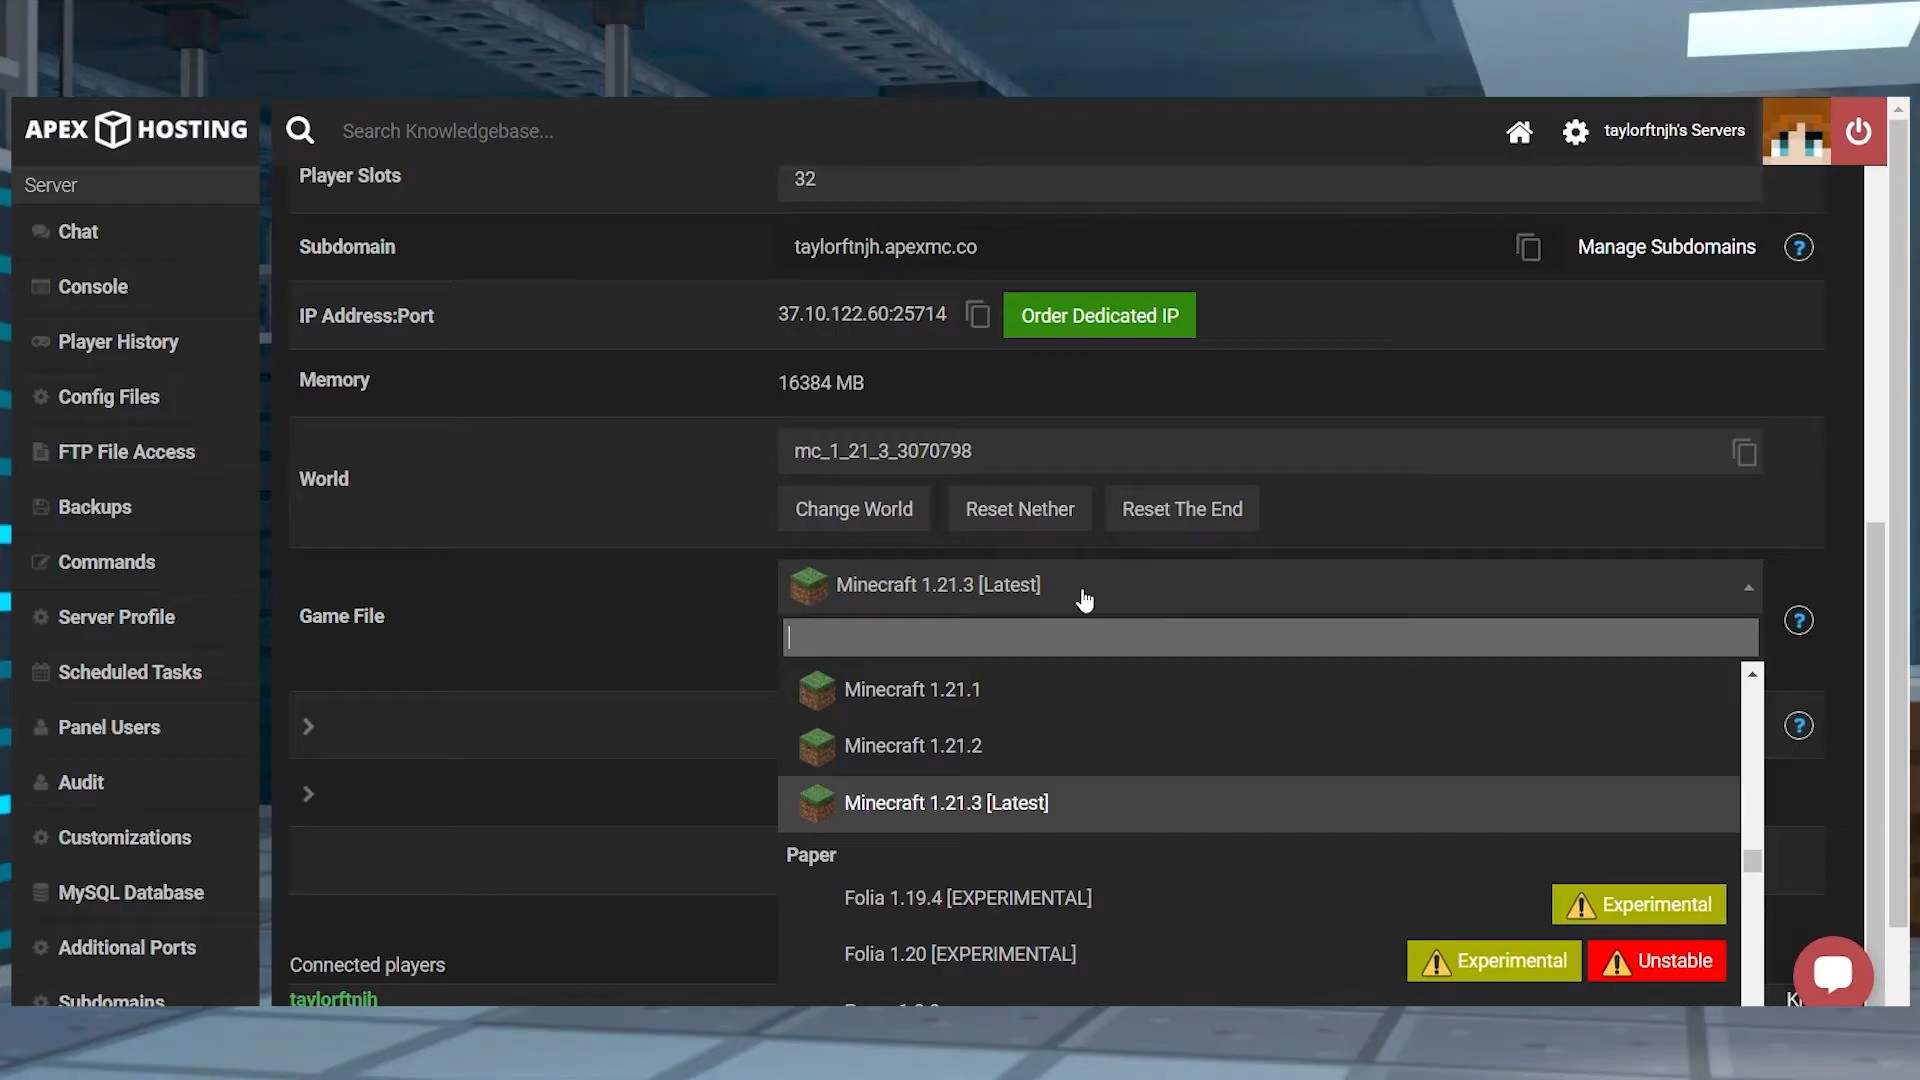 APEX HOSTING
Search Knowledgebase...
taylorftnjh's Servers
Server
Chat
Console
Player History
Config Files
FTP File Access
Backups
Commands
Server Profile
Scheduled Tasks
Panel Users
Audit
Customizations
MySQL Database
Additional Ports
Subdomains
Player Slots
32
Subdomain
taylorftnjh.apexmc.co
Manage Subdomains
?
IP Address:Port
37.10.122.60:25714
Order Dedicated IP
Memory
16384 MB
World
mc_1_21_3_3070798
Change World
Reset Nether
Reset The End
Game File
Minecraft 1.21.3 [Latest]
?
Minecraft 1.21.1
Minecraft 1.21.2
?
Minecraft 1.21.3 [Latest]
Paper
Folia 1.19.4 [EXPERIMENTAL]
Experimental
Folia 1.20 [EXPERIMENTAL]
Experimental
Unstable
Connected players
taylorftnjh